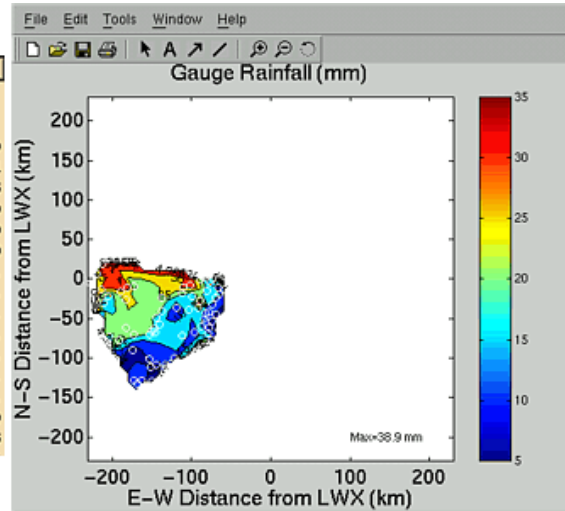 File Edit Tools Window Help
Gauge Rainfall (mm)
N-S Distance from LWX (km)
200
150
100
50
0
-50
-100
-150
-200
-200 -100 0 100 200
E-W Distance from LWX (km)
Max=38.9 mm
35
30
25
20
15
10
5